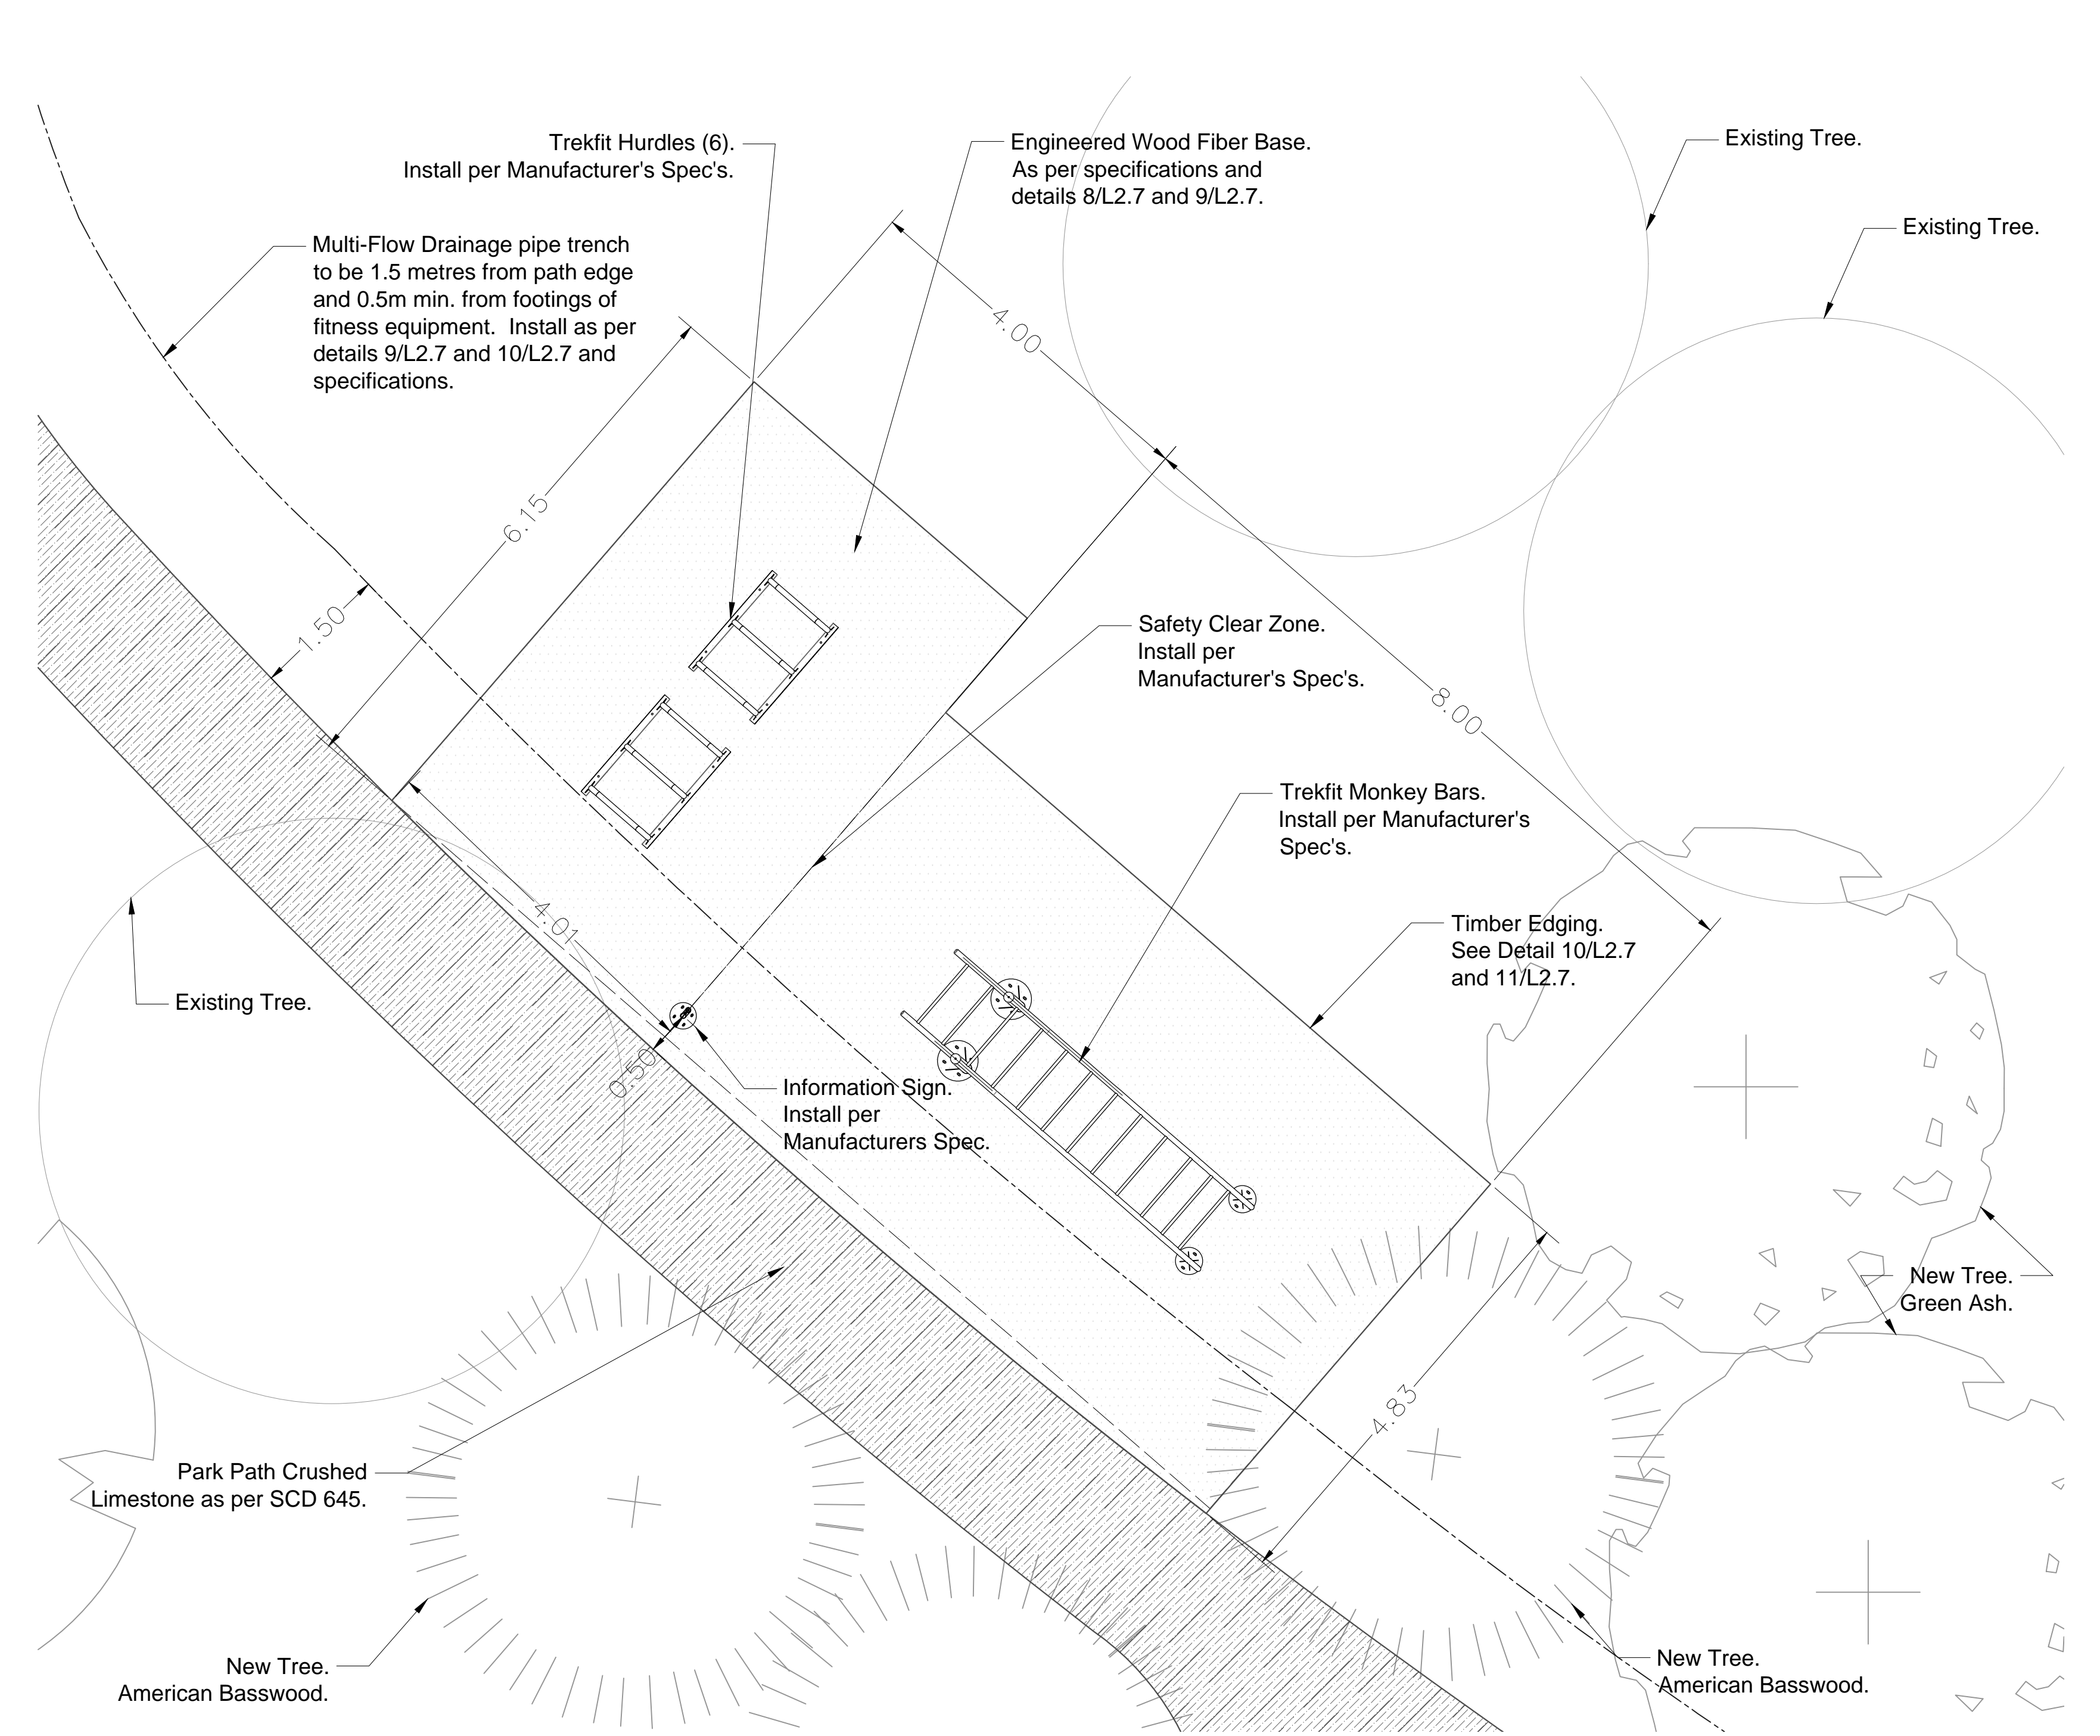 Trekfit Hurdles (6).
Install per Manufacturer's Spec's.
Engineered Wood Fiber Base.
As per specifications and
details 8/L2.7 and 9/L2.7.
Existing Tree.
Existing Tree.
Multi-Flow Drainage pipe trench
to be 1.5 metres from path edge
and 0.5m min. from footings of
fitness equipment.  Install as per
details 9/L2.7 and 10/L2.7 and
specifications.
4.00
6.15
1.50
Safety Clear Zone.
Install per
Manufacturer's Spec's.
8.00
Trekfit Monkey Bars.
Install per Manufacturer's
Spec's.
Timber Edging.
See Detail 10/L2.7
and 11/L2.7.
4.01
Existing Tree.
0.50
Information Sign.
Install per
Manufacturers Spec.
New Tree.
Green Ash.
4.83
Park Path Crushed
Limestone as per SCD 645.
New Tree.
American Basswood.
New Tree.
American Basswood.